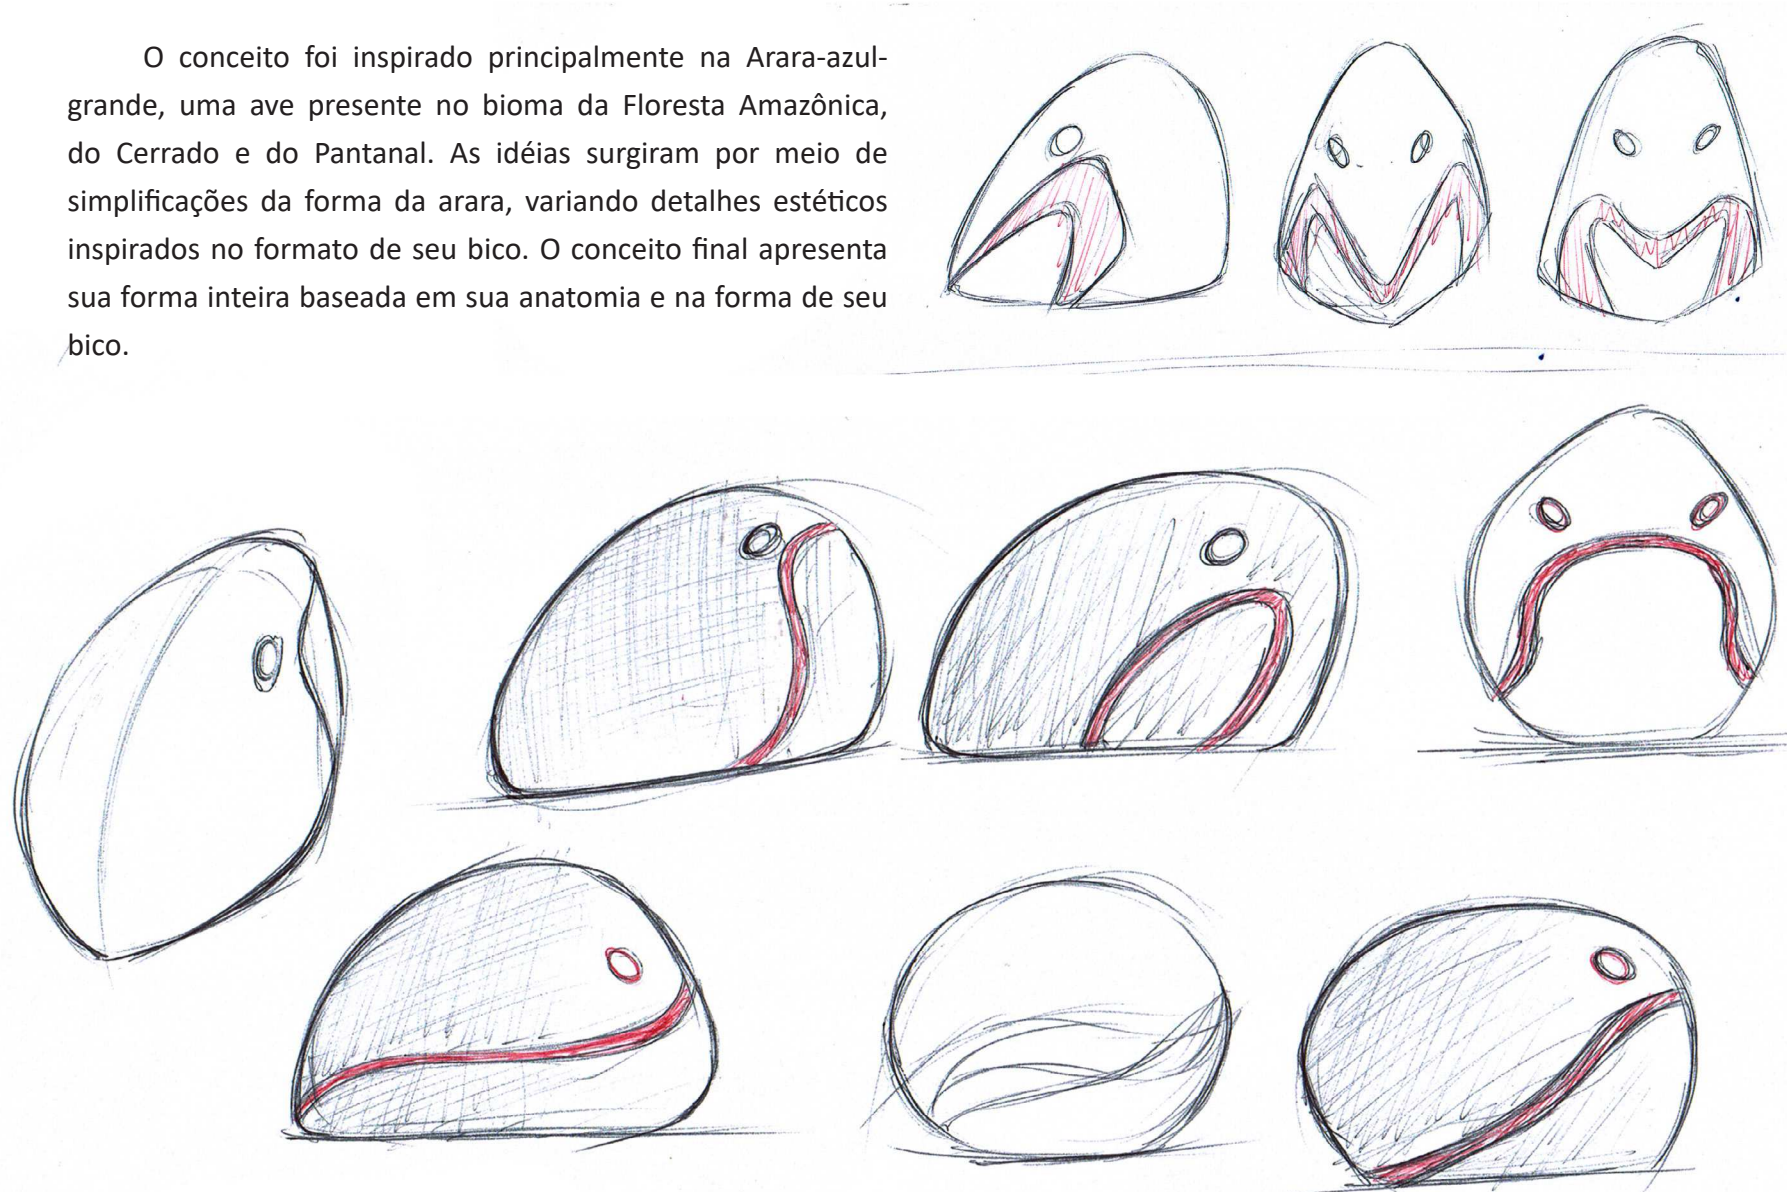 O conceito foi inspirado principalmente na Arara-azul-
grande, uma ave presente no bioma da Floresta Amazônica,
do Cerrado e do Pantanal. As idéias surgiram por meio de
simplificações da forma da arara, variando detalhes estéticos
inspirados no formato de seu bico. O conceito final apresenta
sua forma inteira baseada em sua anatomia e na forma de seu
bico.